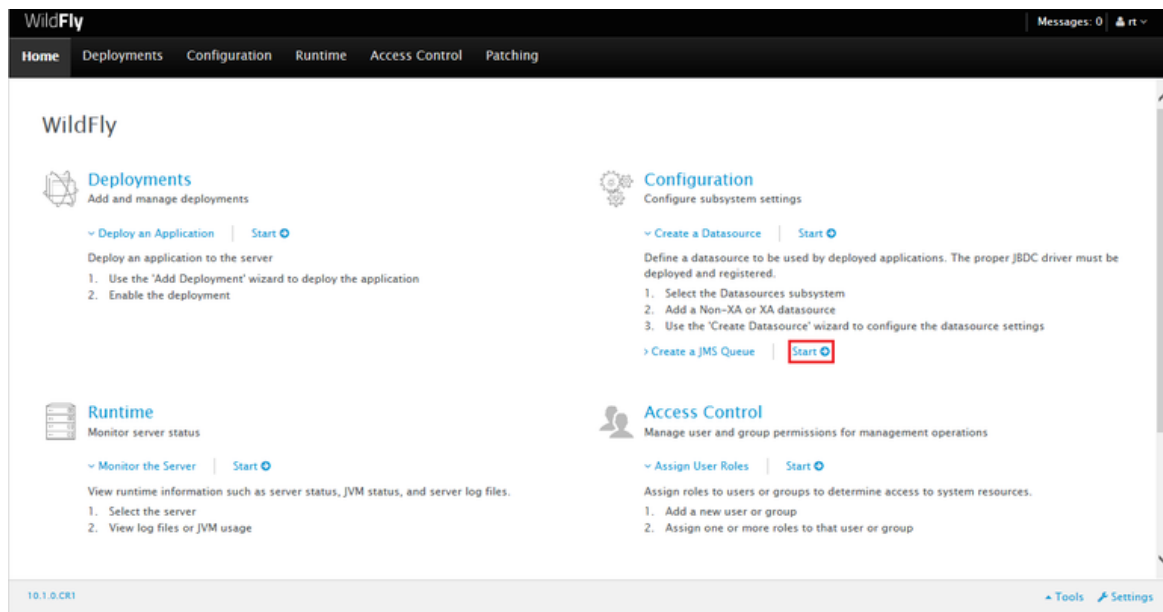 WildFly
Messages: 0 rt
Home Deployments Configuration Runtime Access Control Patching
WildFly
Deployments
Add and manage deployments
Deploy an Application Start
Deploy an application to the server
1. Use the 'Add Deployment' wizard to deploy the application
2. Enable the deployment
Configuration
Configure subsystem settings
Create a Datasource Start
Define a datasource to be used by deployed applications. The proper JBDC driver must be
deployed and registered.
1. Select the Datasources subsystem
2. Add a Non-XA or XA datasource
3. Use the 'Create Datasource' wizard to configure the datasource settings
Create a JMS Queue Start
Runtime
Monitor server status
Monitor the Server Start
View runtime information such as server status, JVM status, and server log files.
1. Select the server
2. View log files or JVM usage
Access Control
Manage user and group permissions for management operations
Assign User Roles Start
Assign roles to users or groups to determine access to system resources.
1. Add a new user or group
2. Assign one or more roles to that user or group
10.1.0.CR1
Tools Settings